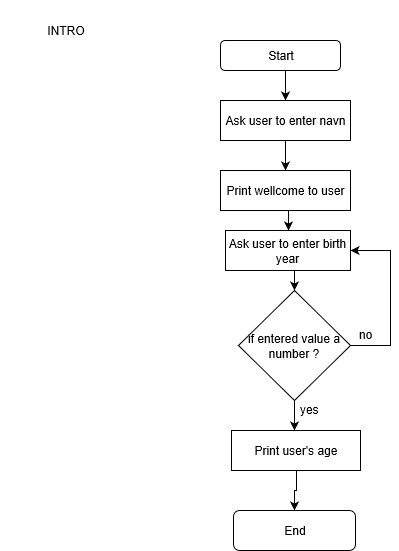 INTRO
Start
Ask user to enter navn
Print wellcome to user
Ask user to enter birth
year
if entered value a
number ?
no
yes
Print user's age
End